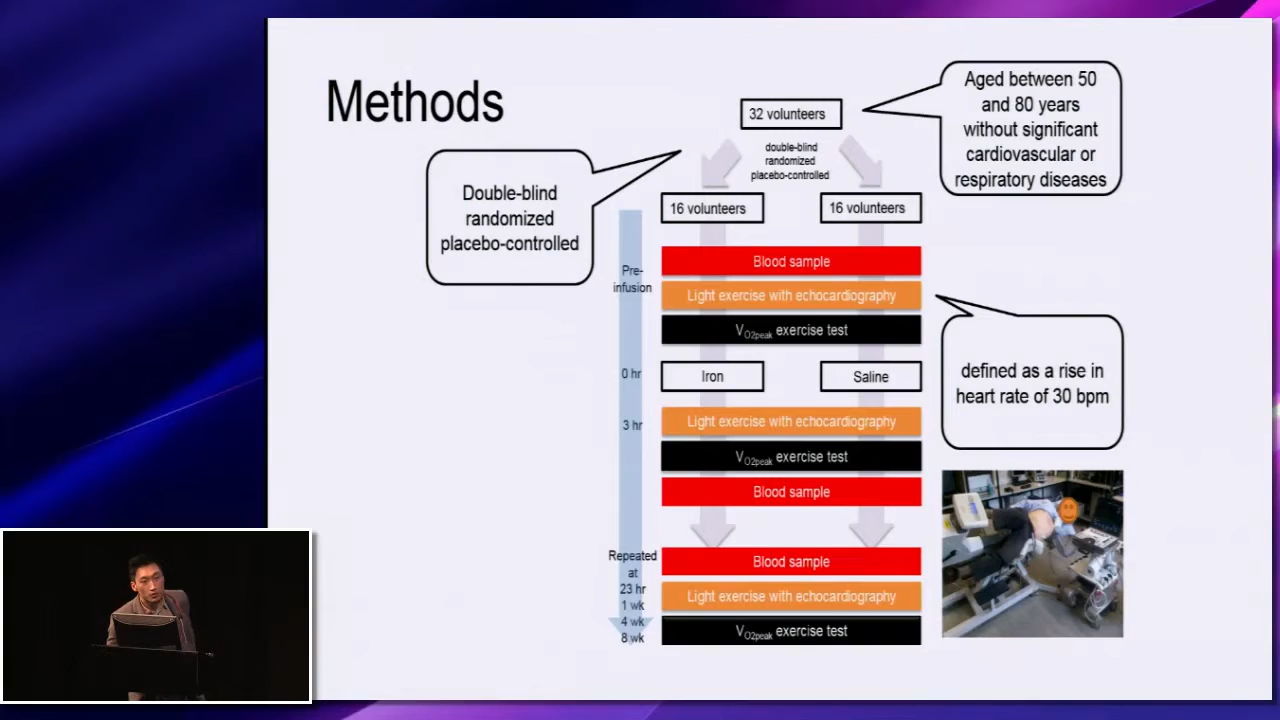 Methods
32 volunteers
Aged between 50
and 80 years
without significant
cardiovascular or
respiratory diseases
double-blind
randomized
placebo-controlled
Double-blind
randomized
placebo-controlled
16 volunteers
16 volunteers
Pre-
infusion
Blood sample
Light exercise with echocardiography
VO2peak exercise test
defined as a rise in
heart rate of 30 bpm
0 hr
Iron
Saline
3 hr
Light exercise with echocardiography
VO2peak exercise test
Blood sample
Repeated
at
23 hr
1 wk
4 wk
8 wk
Blood sample
Light exercise with echocardiography
VO2peak exercise test